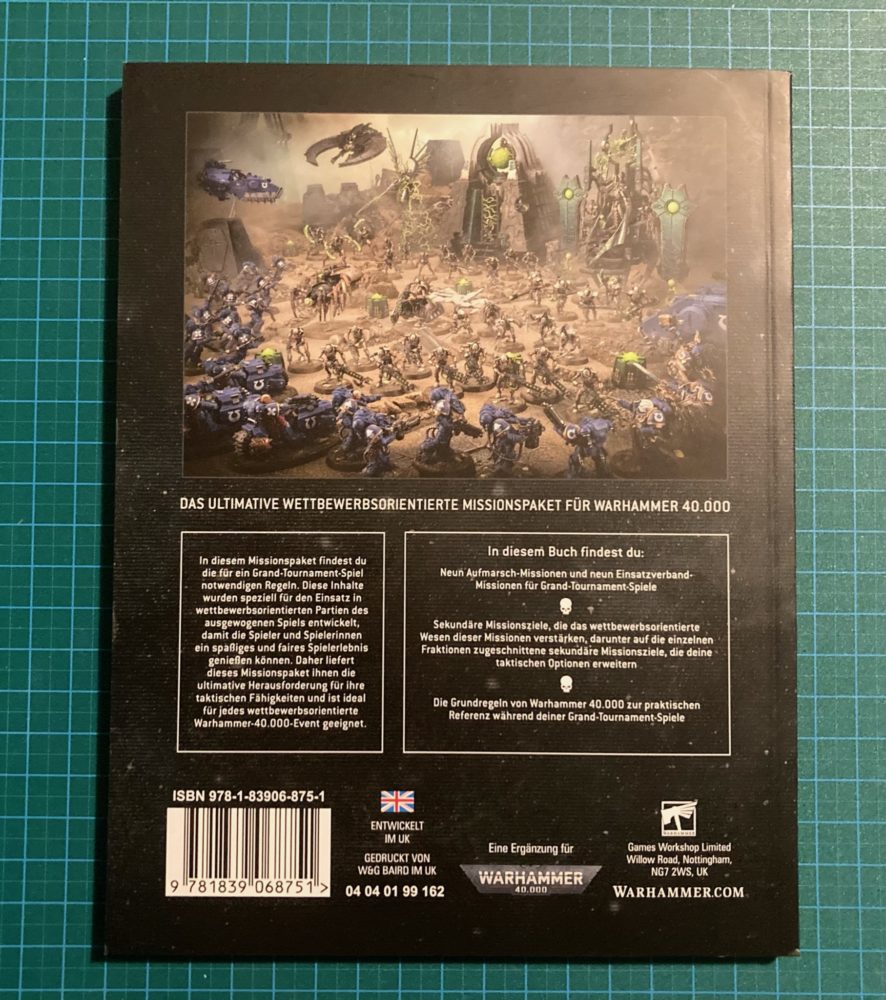 DAS ULTIMATIVE WETTBEWERBSORIENTIERTE MISSIONSPAKET FÜR WARHAMMER 40.000
In diesem Missionspaket findest du
die für ein Grand-Tournament-Spiel
notwendigen Regeln. Diese Inhalte
wurden speziell für den Einsatz in
wettbewerbsorientierten Partien des
ausgewogenen Spiels entwickelt,
damit die Spieler und Spielerinnen
ein spaßiges und faires Spielerlebnis
genießen können. Daher liefert
dieses Missionspaket ihnen die
ultimative Herausforderung für ihre
taktischen Fähigkeiten und ist ideal
für jedes wettbewerbsorientierte
Warhammer-40.000-Event geeignet.
In diesem Buch findest du:
Neun Aufmarsch-Missionen und neun Einsatzverband-
Missionen für Grand-Tournament-Spiele
Sekundäre Missionsziele, die das wettbewerbsorientierte
Wesen dieser Missionen verstärken, darunter auf die einzelnen
Fraktionen zugeschnittene sekundäre Missionsziele, die deine
taktischen Optionen erweitern
Die Grundregeln von Warhammer 40.000 zur praktischen
Referenz während deiner Grand-Tournament-Spiele
ISBN 978-1-83906-875-1
9 781839 068751 >
ENTWICKELT
IM UK
GEDRUCKT VON
W&G BAIRD IM UK
04 04 01 99 162
Eine Ergänzung für
WARHAMMER
40.000
WARHAMMER
Games Workshop Limited
Willow Road, Nottingham,
NG7 2WS, UK
WARHAMMER.COM